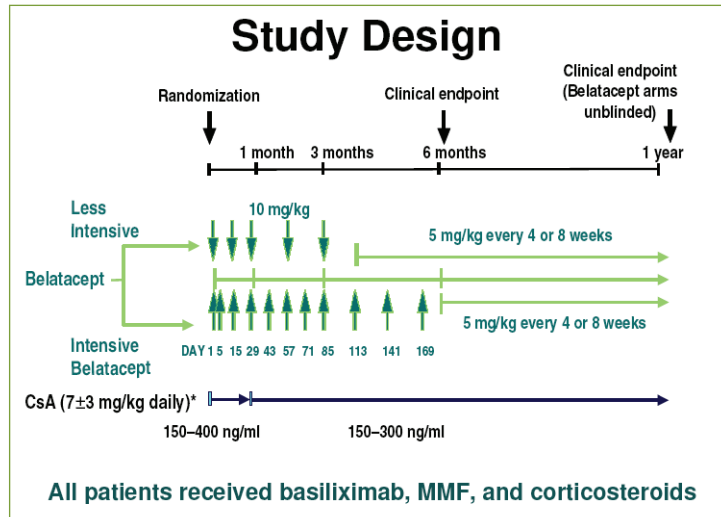 Study Design
Randomization
Clinical endpoint
Clinical endpoint
(Belatacept arms
unblinded)
1 month
3 months
6 months
1 year
Less
Intensive
10 mg/kg
5 mg/kg every 4 or 8 weeks
Belatacept
Intensive
Belatacept
DAY 1 5 15 29 43 57 71 85 113 141 169
5 mg/kg every 4 or 8 weeks
CsA (7±3 mg/kg daily)*
150–400 ng/ml
150–300 ng/ml
All patients received basiliximab, MMF, and corticosteroids